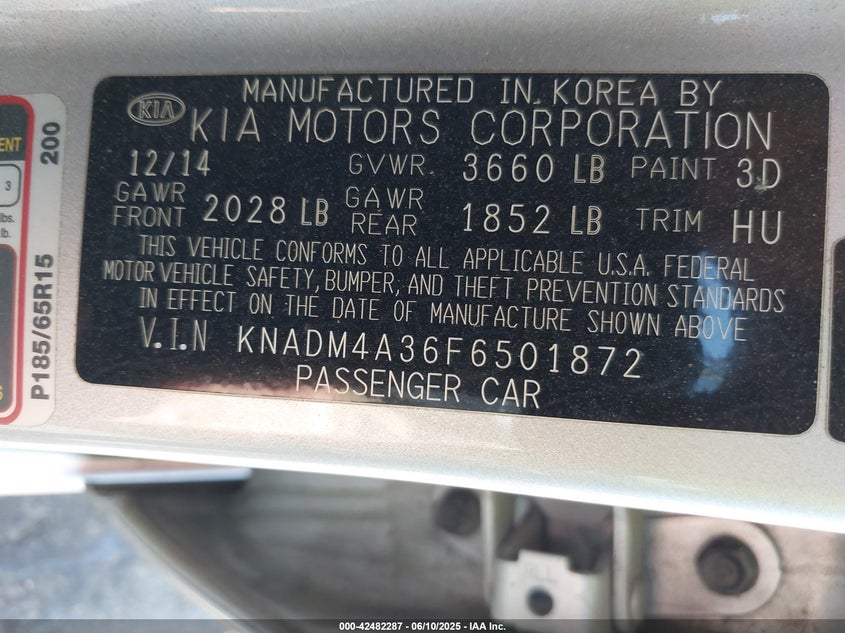 MANUFACTURED IN KOREA BY
KIA KIA MOTORS CORPORATION
12/14 GVWR 3660 LB PAINT 3D
GAWR FRONT 2028 LB GAWR REAR 1852 LB TRIM HU
THIS VEHICLE CONFORMS TO ALL APPLICABLE U.S.A. FEDERAL
MOTOR VEHICLE SAFETY, BUMPER, AND THEFT PREVENTION STANDARDS
IN EFFECT ON THE DATE OF MANUFACTURE SHOWN ABOVE
V.I.N KNADM4A36F6501872
PASSENGER CAR
3
lbs.
lb.
P185/65R15 200
000-42482287 - 06/10/2025 - IAA Inc.